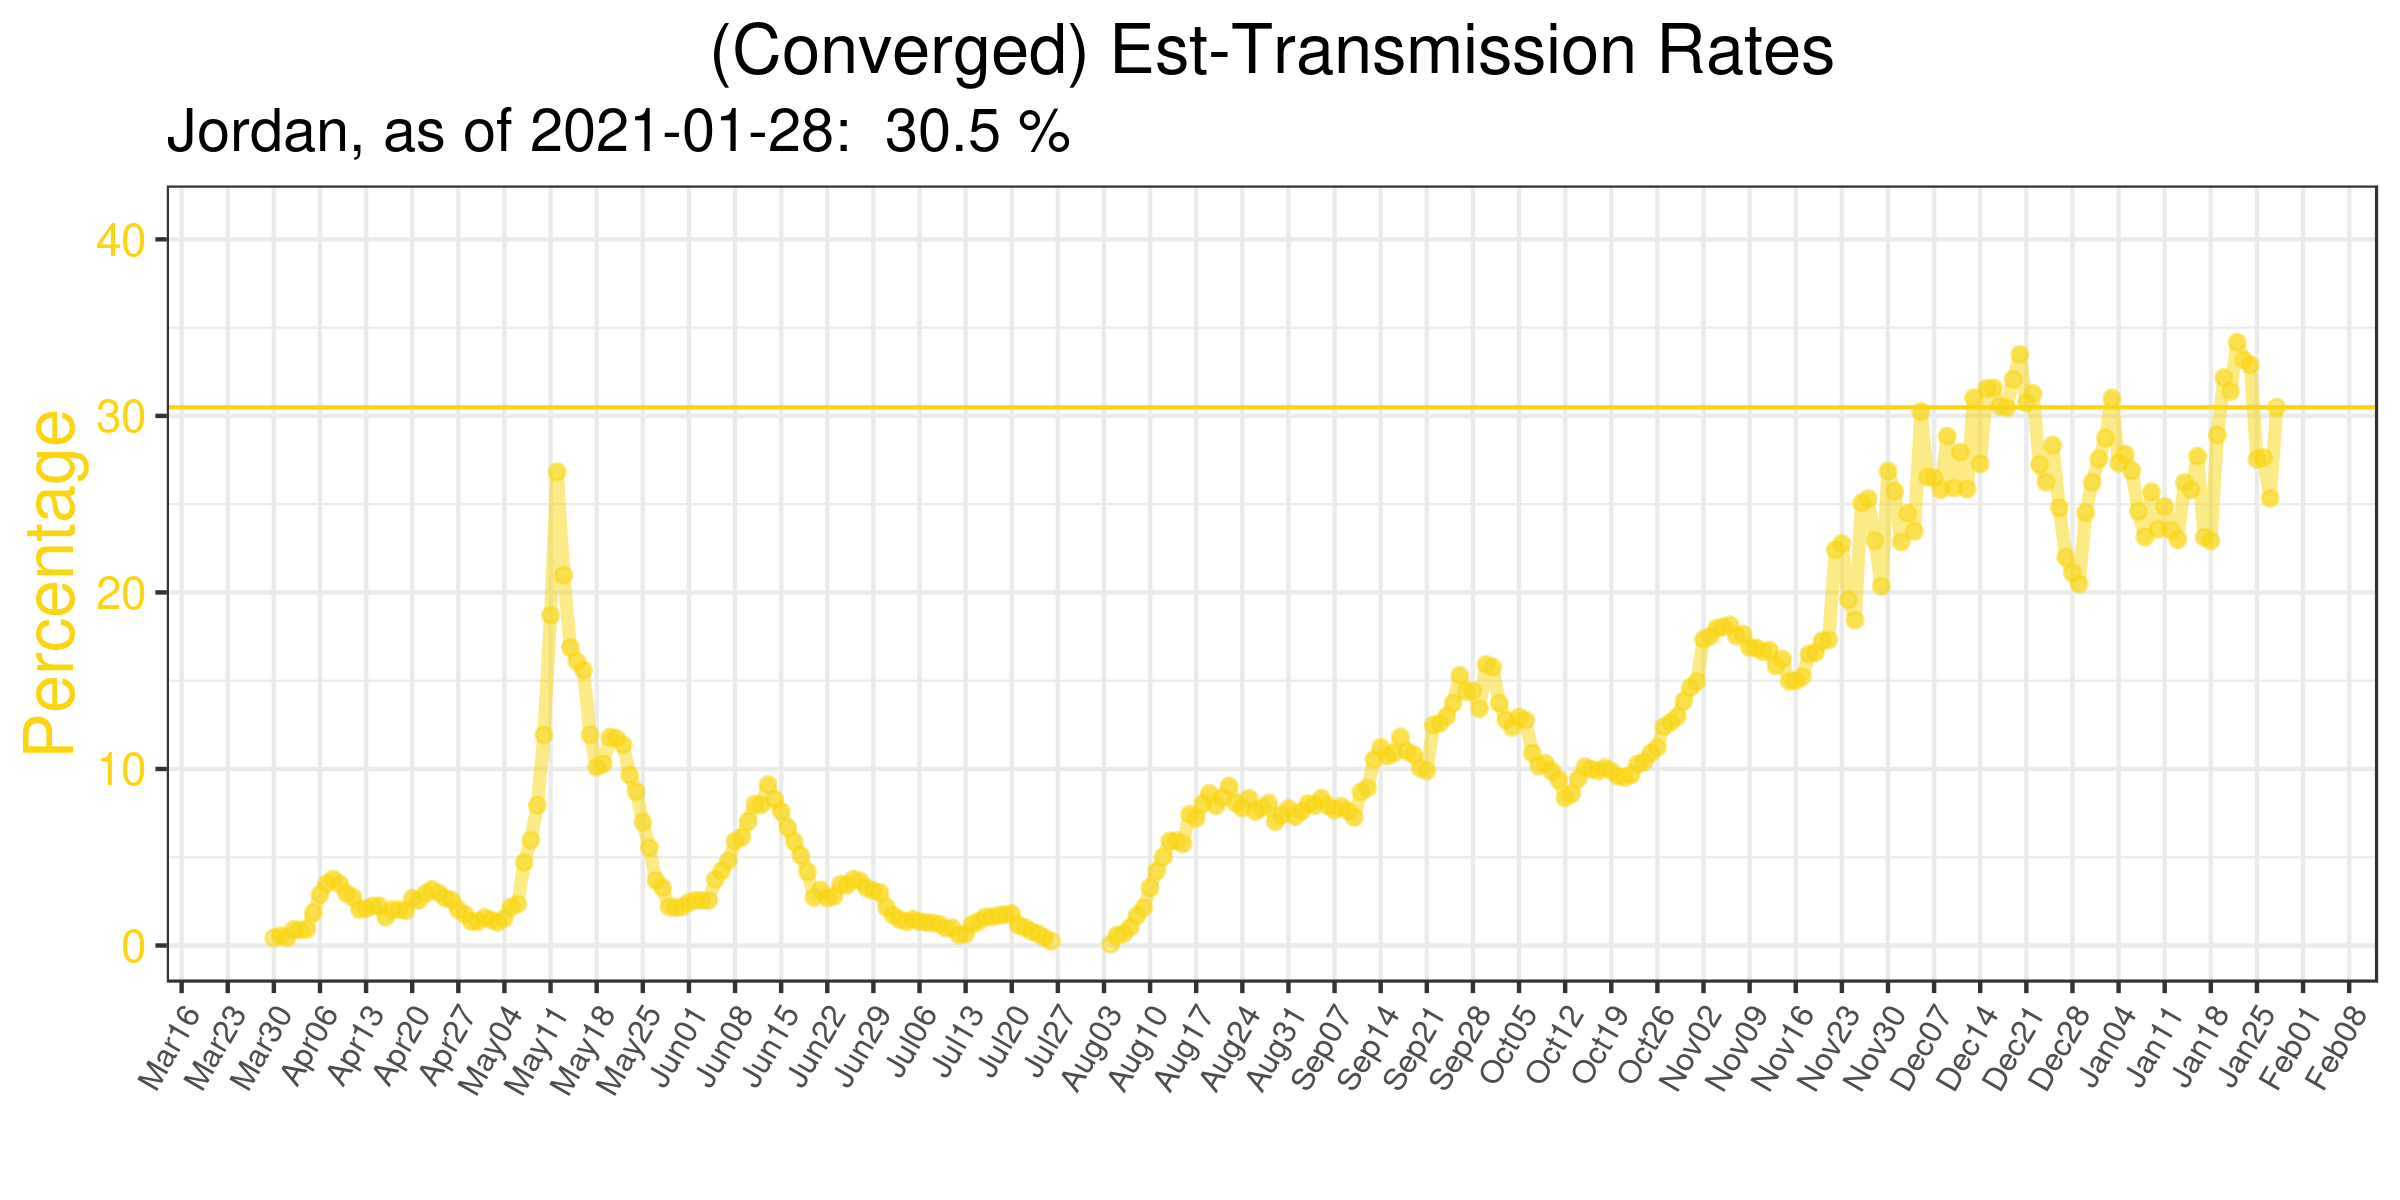 (Converged) Est-Transmission Rates
Jordan, as of 2021-01-28:  30.5 %
Percentage
40
30
20
10
0
Mar16
Mar23
Mar30
Apr06
Apr13
Apr20
Apr27
May04
May11
May18
May25
Jun01
Jun08
Jun15
Jun22
Jun29
Jul06
Jul13
Jul20
Jul27
Aug03
Aug10
Aug17
Aug24
Aug31
Sep07
Sep14
Sep21
Sep28
Oct05
Oct12
Oct19
Oct26
Nov02
Nov09
Nov16
Nov23
Nov30
Dec07
Dec14
Dec21
Dec28
Jan04
Jan11
Jan18
Jan25
Feb01
Feb08